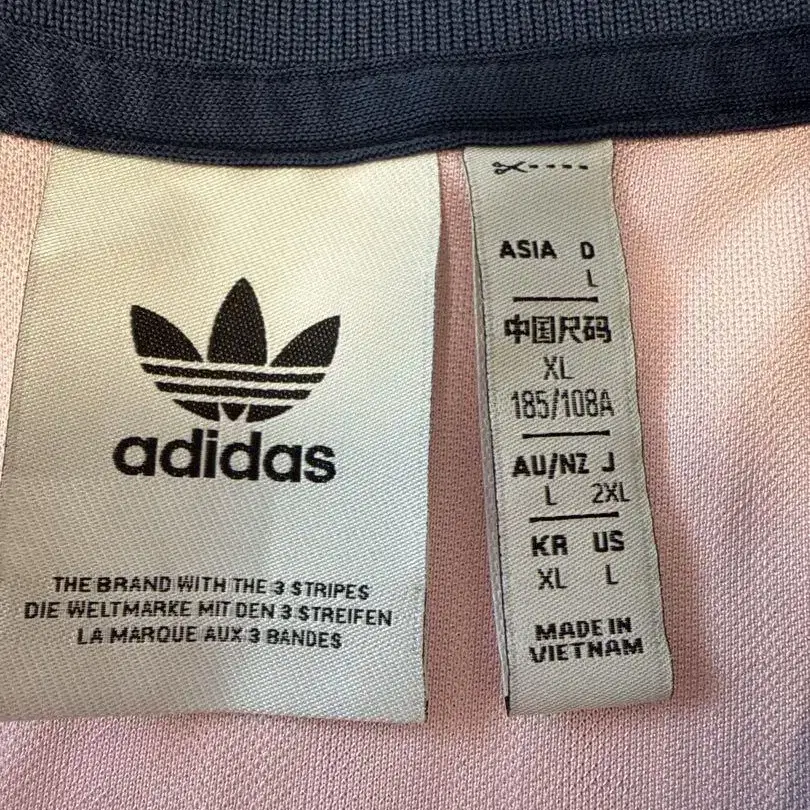 adidas
THE BRAND WITH THE 3 STRIPES
DIE WELTMARKE MIT DEN 3 STREIFEN
LA MARQUE AUX 3 BANDES
ASIA D
L
中国尺码
XL
185/108A
AU/NZ J
L 2XL
KR US
XL L
MADE IN
VIETNAM